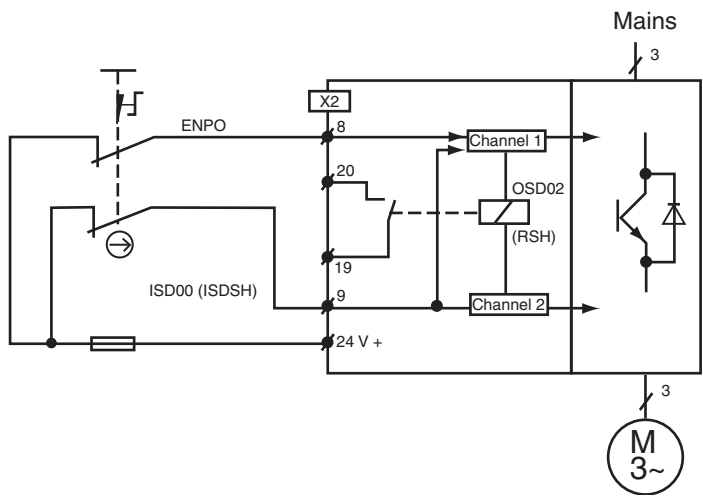 Mains
3
X2
ENPO
8
Channel 1
20
OSD02
(RSH)
19
ISD00 (ISDSH)
9
Channel 2
24 V +
3
M
3~